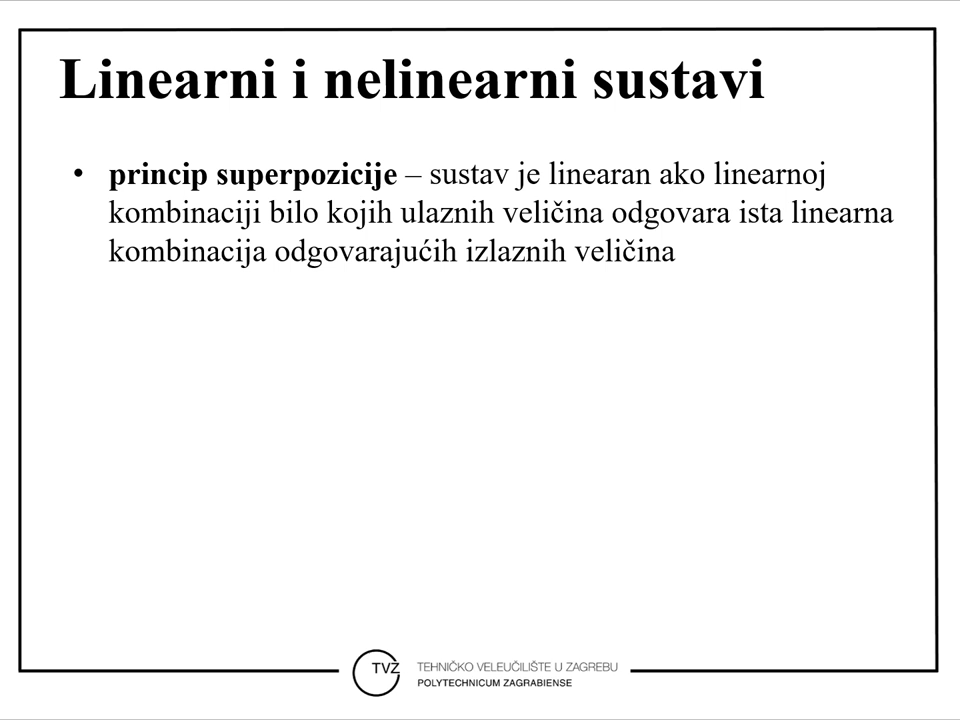 Linearni i nelinearni sustavi
• princip superpozicije – sustav je linearan ako linearnoj
kombinaciji bilo kojih ulaznih veličina odgovara ista linearna
kombinacija odgovarajućih izlaznih veličina
TVZ
TEHNIČKO VELEUČILIŠTE U ZAGREBU
POLYTECHNICUM ZAGRABIENSE